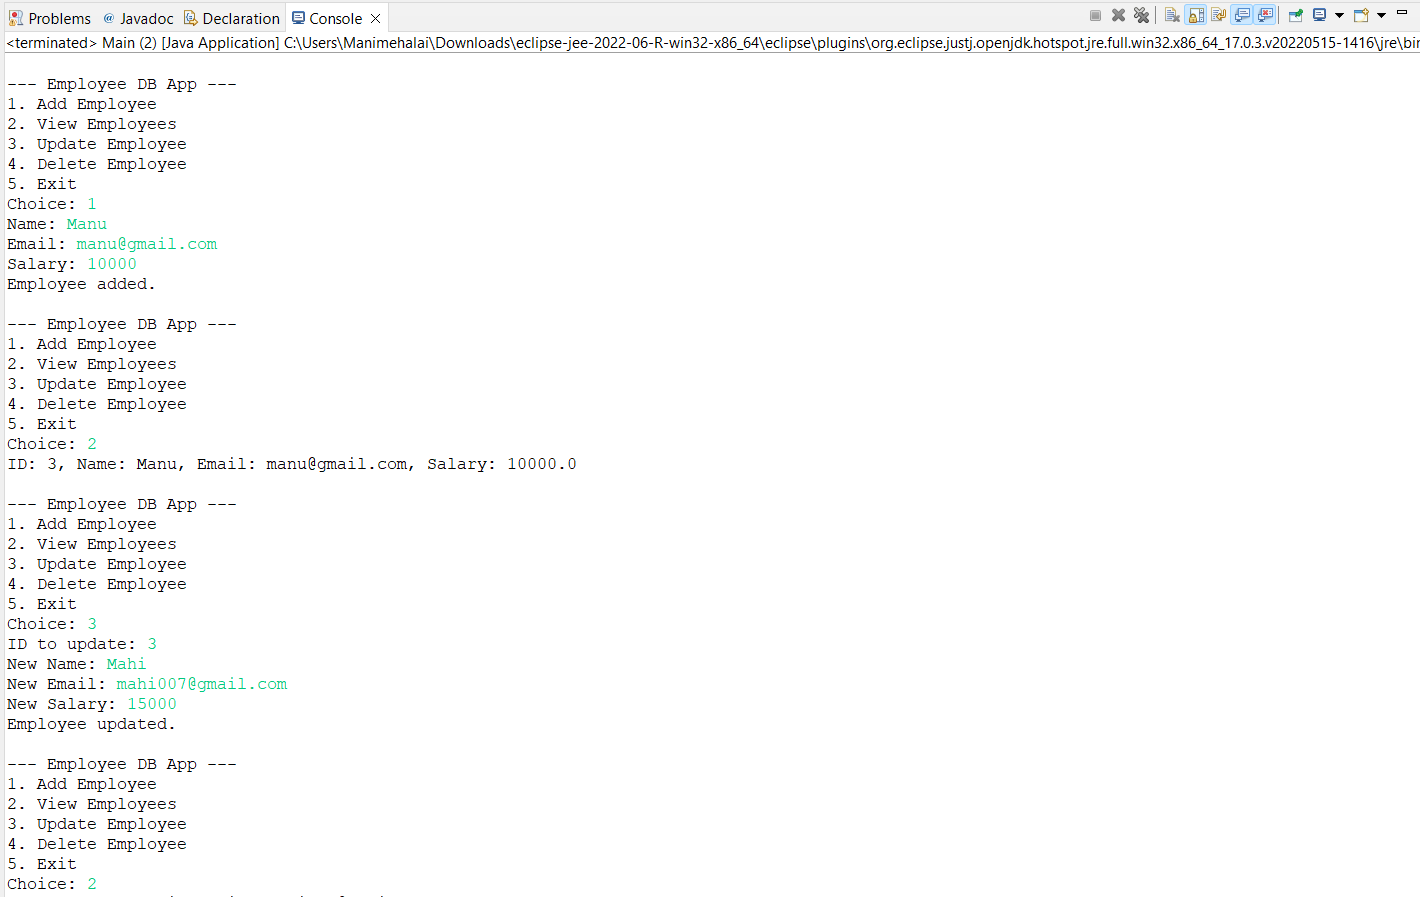 Problems @ Javadoc Declaration Console
<terminated> Main (2) [Java Application] C:\Users\Manimehalai\Downloads\eclipse-jee-2022-06-R-win32-x86_64\eclipse\plugins\org.eclipse.justj.openjdk.hotspot.jre.full.win32.x86_64_17.0.3.v20220515-1416\jre\bin
--- Employee DB App ---
1. Add Employee
2. View Employees
3. Update Employee
4. Delete Employee
5. Exit
Choice: 1
Name: Manu
Email: manu@gmail.com
Salary: 10000
Employee added.
--- Employee DB App ---
1. Add Employee
2. View Employees
3. Update Employee
4. Delete Employee
5. Exit
Choice: 2
ID: 3, Name: Manu, Email: manu@gmail.com, Salary: 10000.0
--- Employee DB App ---
1. Add Employee
2. View Employees
3. Update Employee
4. Delete Employee
5. Exit
Choice: 3
ID to update: 3
New Name: Mahi
New Email: mahi007@gmail.com
New Salary: 15000
Employee updated.
--- Employee DB App ---
1. Add Employee
2. View Employees
3. Update Employee
4. Delete Employee
5. Exit
Choice: 2